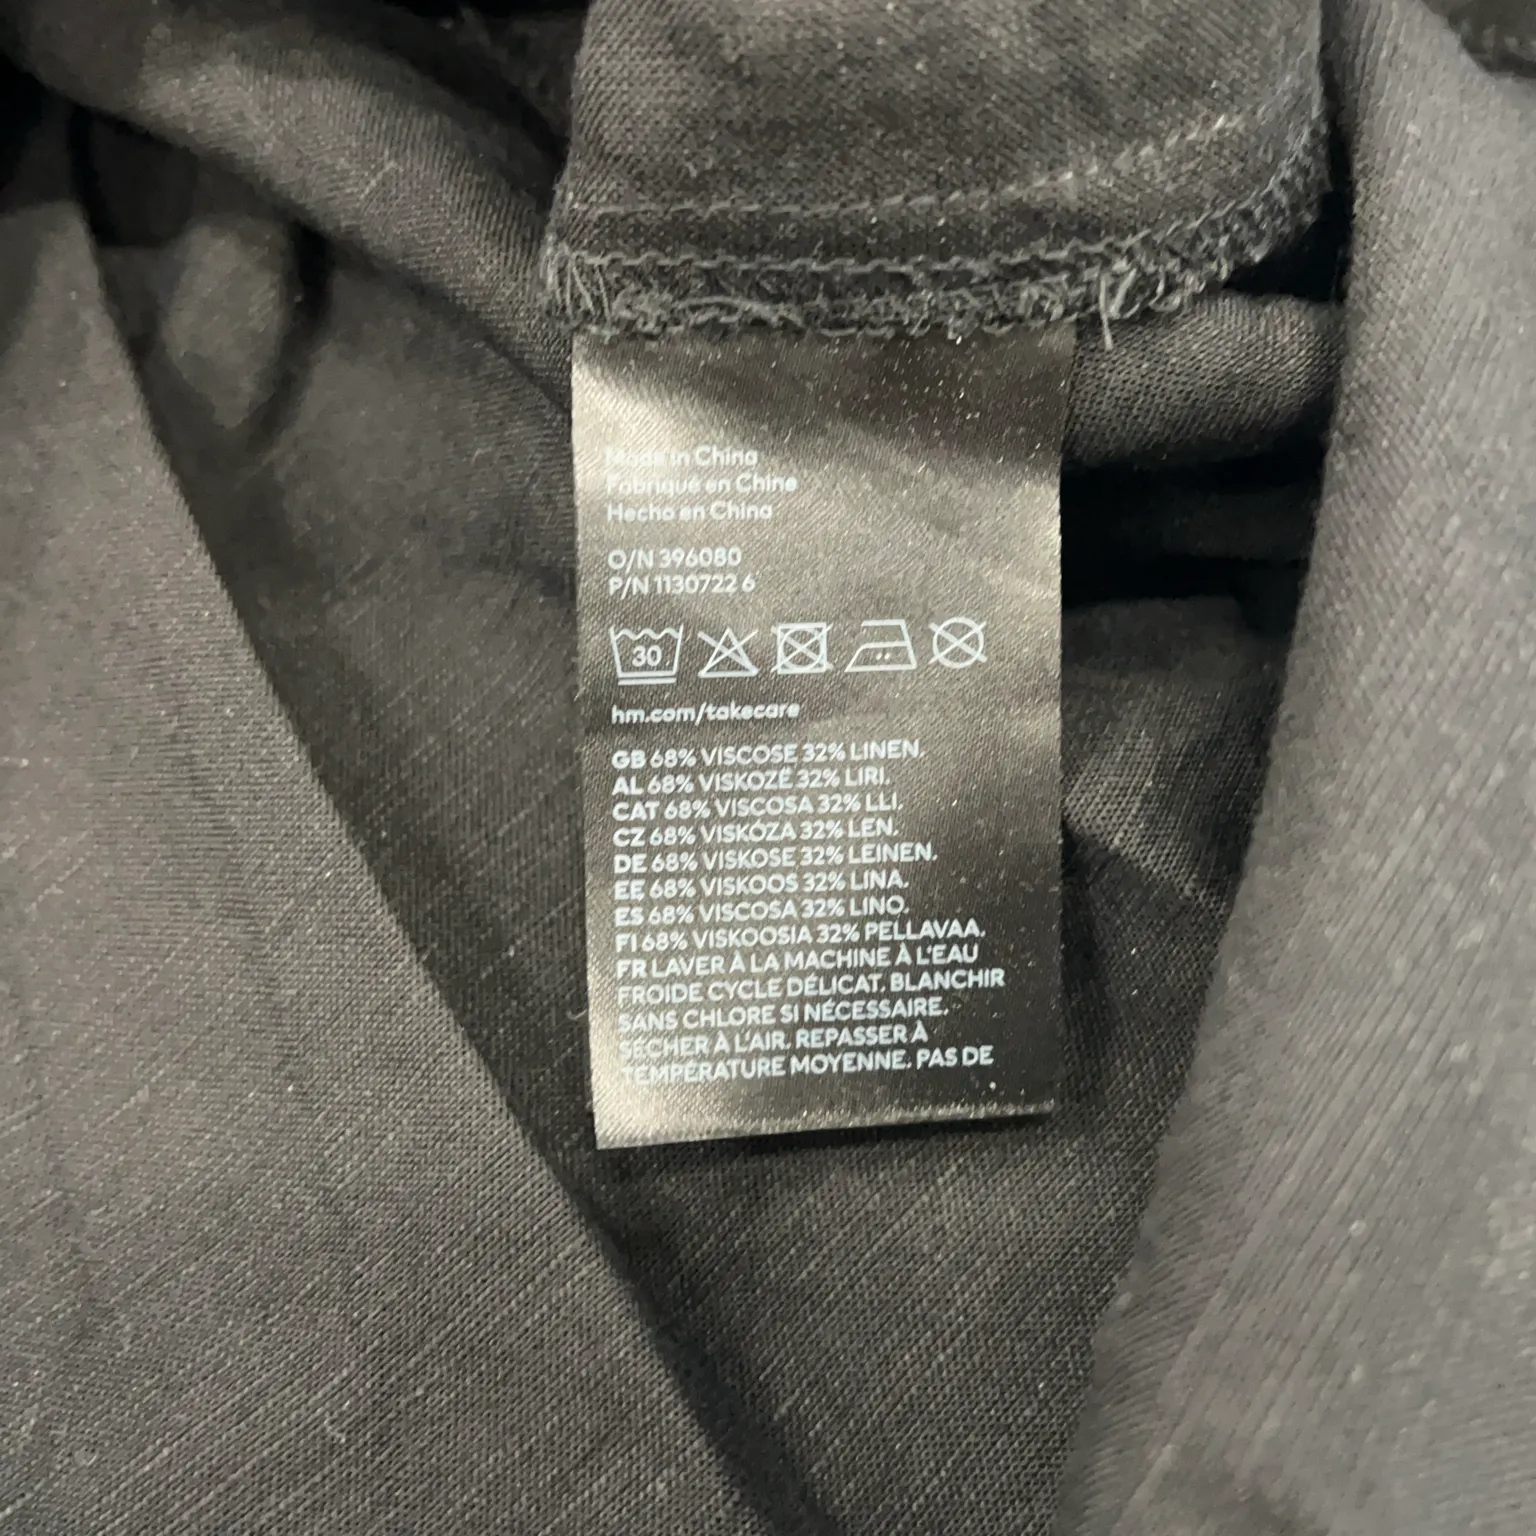 Made in China
Fabriqué en Chine
Hecho en China
O/N 396080
P/N 1130722 6
30
hm.com/takecare
GB 68% VISCOSE 32% LINEN.
AL 68% VISKOZË 32% LIRI.
CAT 68% VISCOSA 32% LLI.
CZ 68% VISKÓZA 32% LEN.
DE 68% VISKOSE 32% LEINEN.
EE 68% VISKOOS 32% LINA.
ES 68% VISCOSA 32% LINO.
FI 68% VISKOOSIA 32% PELLAVAA.
FR LAVER À LA MACHINE À L'EAU
FROIDE CYCLE DÉLICAT. BLANCHIR
SANS CHLORE SI NÉCESSAIRE.
SÉCHER À L'AIR. REPASSER À
TEMPÉRATURE MOYENNE. PAS DE